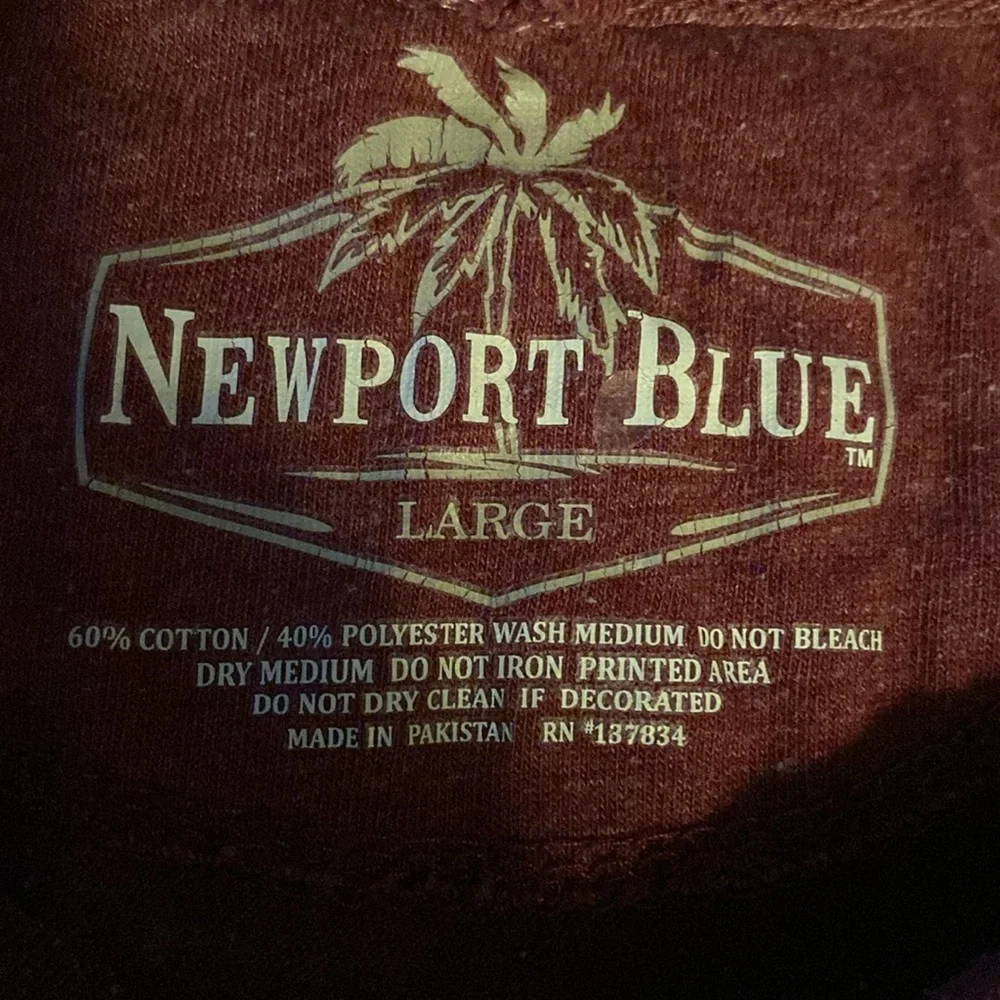 NEWPORT BLUE
TM
LARGE
60% COTTON / 40% POLYESTER WASH MEDIUM DO NOT BLEACH
DRY MEDIUM DO NOT IRON PRINTED AREA
DO NOT DRY CLEAN IF DECORATED
MADE IN PAKISTAN RN #137834